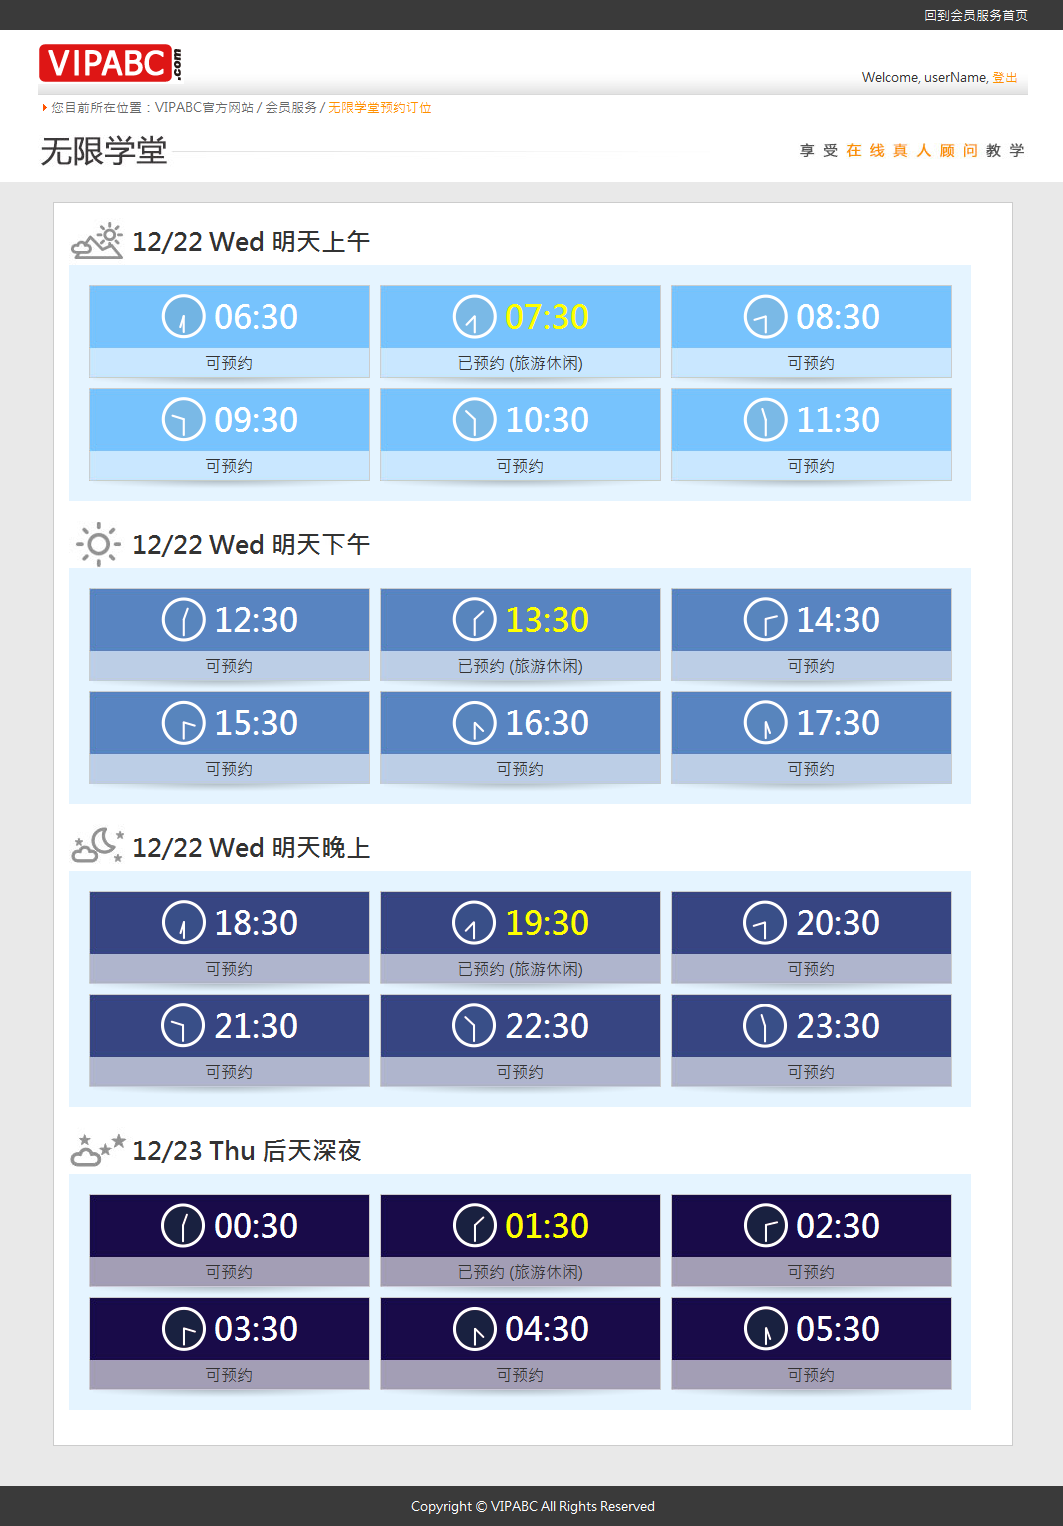 回到会员服务首页
VIPABC.com
Welcome, userName, 登出
您目前所在位置：VIPABC官方网站 / 会员服务 / 无限学堂预约订位
无限学堂
享受在线真人顾问教学
12/22 Wed 明天上午
06:30 07:30 08:30
可预约 已预约 (旅游休闲) 可预约
09:30 10:30 11:30
可预约 可预约 可预约
12/22 Wed 明天下午
12:30 13:30 14:30
可预约 已预约 (旅游休闲) 可预约
15:30 16:30 17:30
可预约 可预约 可预约
12/22 Wed 明天晚上
18:30 19:30 20:30
可预约 已预约 (旅游休闲) 可预约
21:30 22:30 23:30
可预约 可预约 可预约
12/23 Thu 后天深夜
00:30 01:30 02:30
可预约 已预约 (旅游休闲) 可预约
03:30 04:30 05:30
可预约 可预约 可预约
Copyright © VIPABC All Rights Reserved